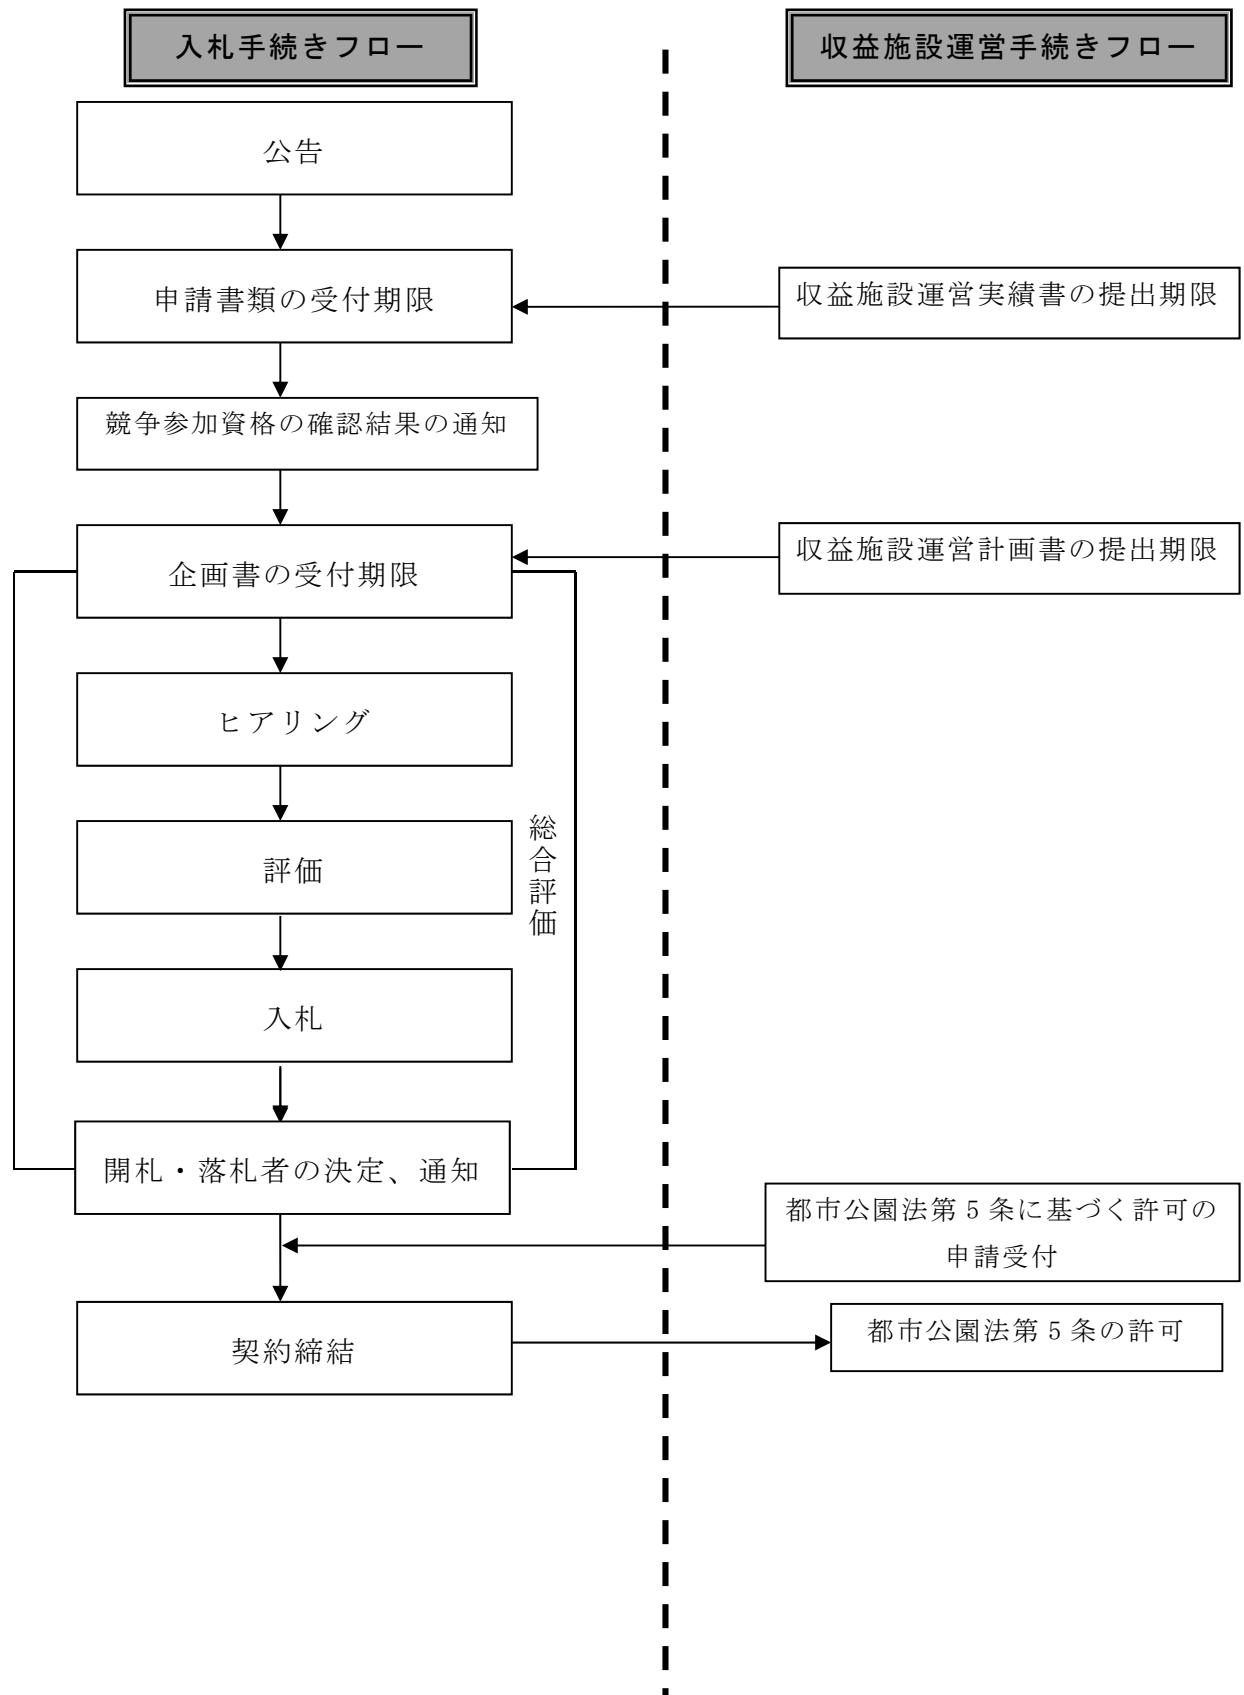 入札手続きフロー
収益施設運営手続きフロー
公告
申請書類の受付期限
収益施設運営実績書の提出期限
競争参加資格の確認結果の通知
企画書の受付期限
収益施設運営計画書の提出期限
ヒアリング
評価
総合評価
入札
開札・落札者の決定、通知
都市公園法第5条に基づく許可の
申請受付
契約締結
都市公園法第5条の許可